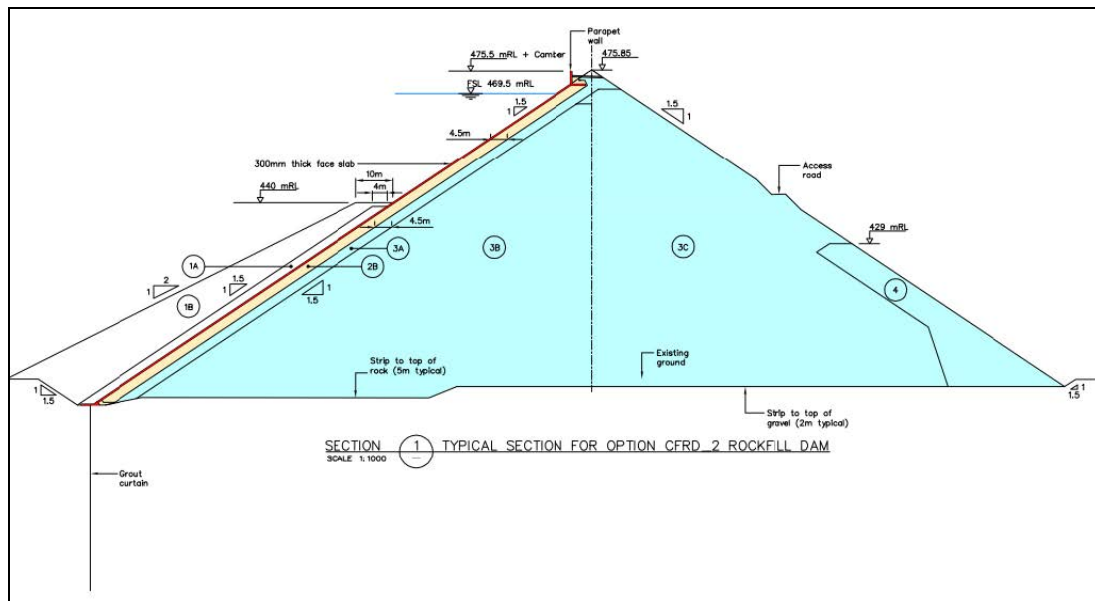 Parapet
wall
475.5 mRL + Camber
475.85
FSL 469.5 mRL
1.5
1
1.5
1
4.5m
300mm thick face slab
10m
4m
440 mRL
Access
road
4.5m
429 mRL
3A
3B
3C
1A
2B
2
1
1.5
1
1
1.5
4
1B
Strip to top of
rock (5m typical)
Existing
ground
1
1.5
1
1.5
Strip to top of
gravel (2m typical)
SECTION 1 TYPICAL SECTION FOR OPTION CFRD_2 ROCKFILL DAM
SCALE 1:1000
Grout
curtain